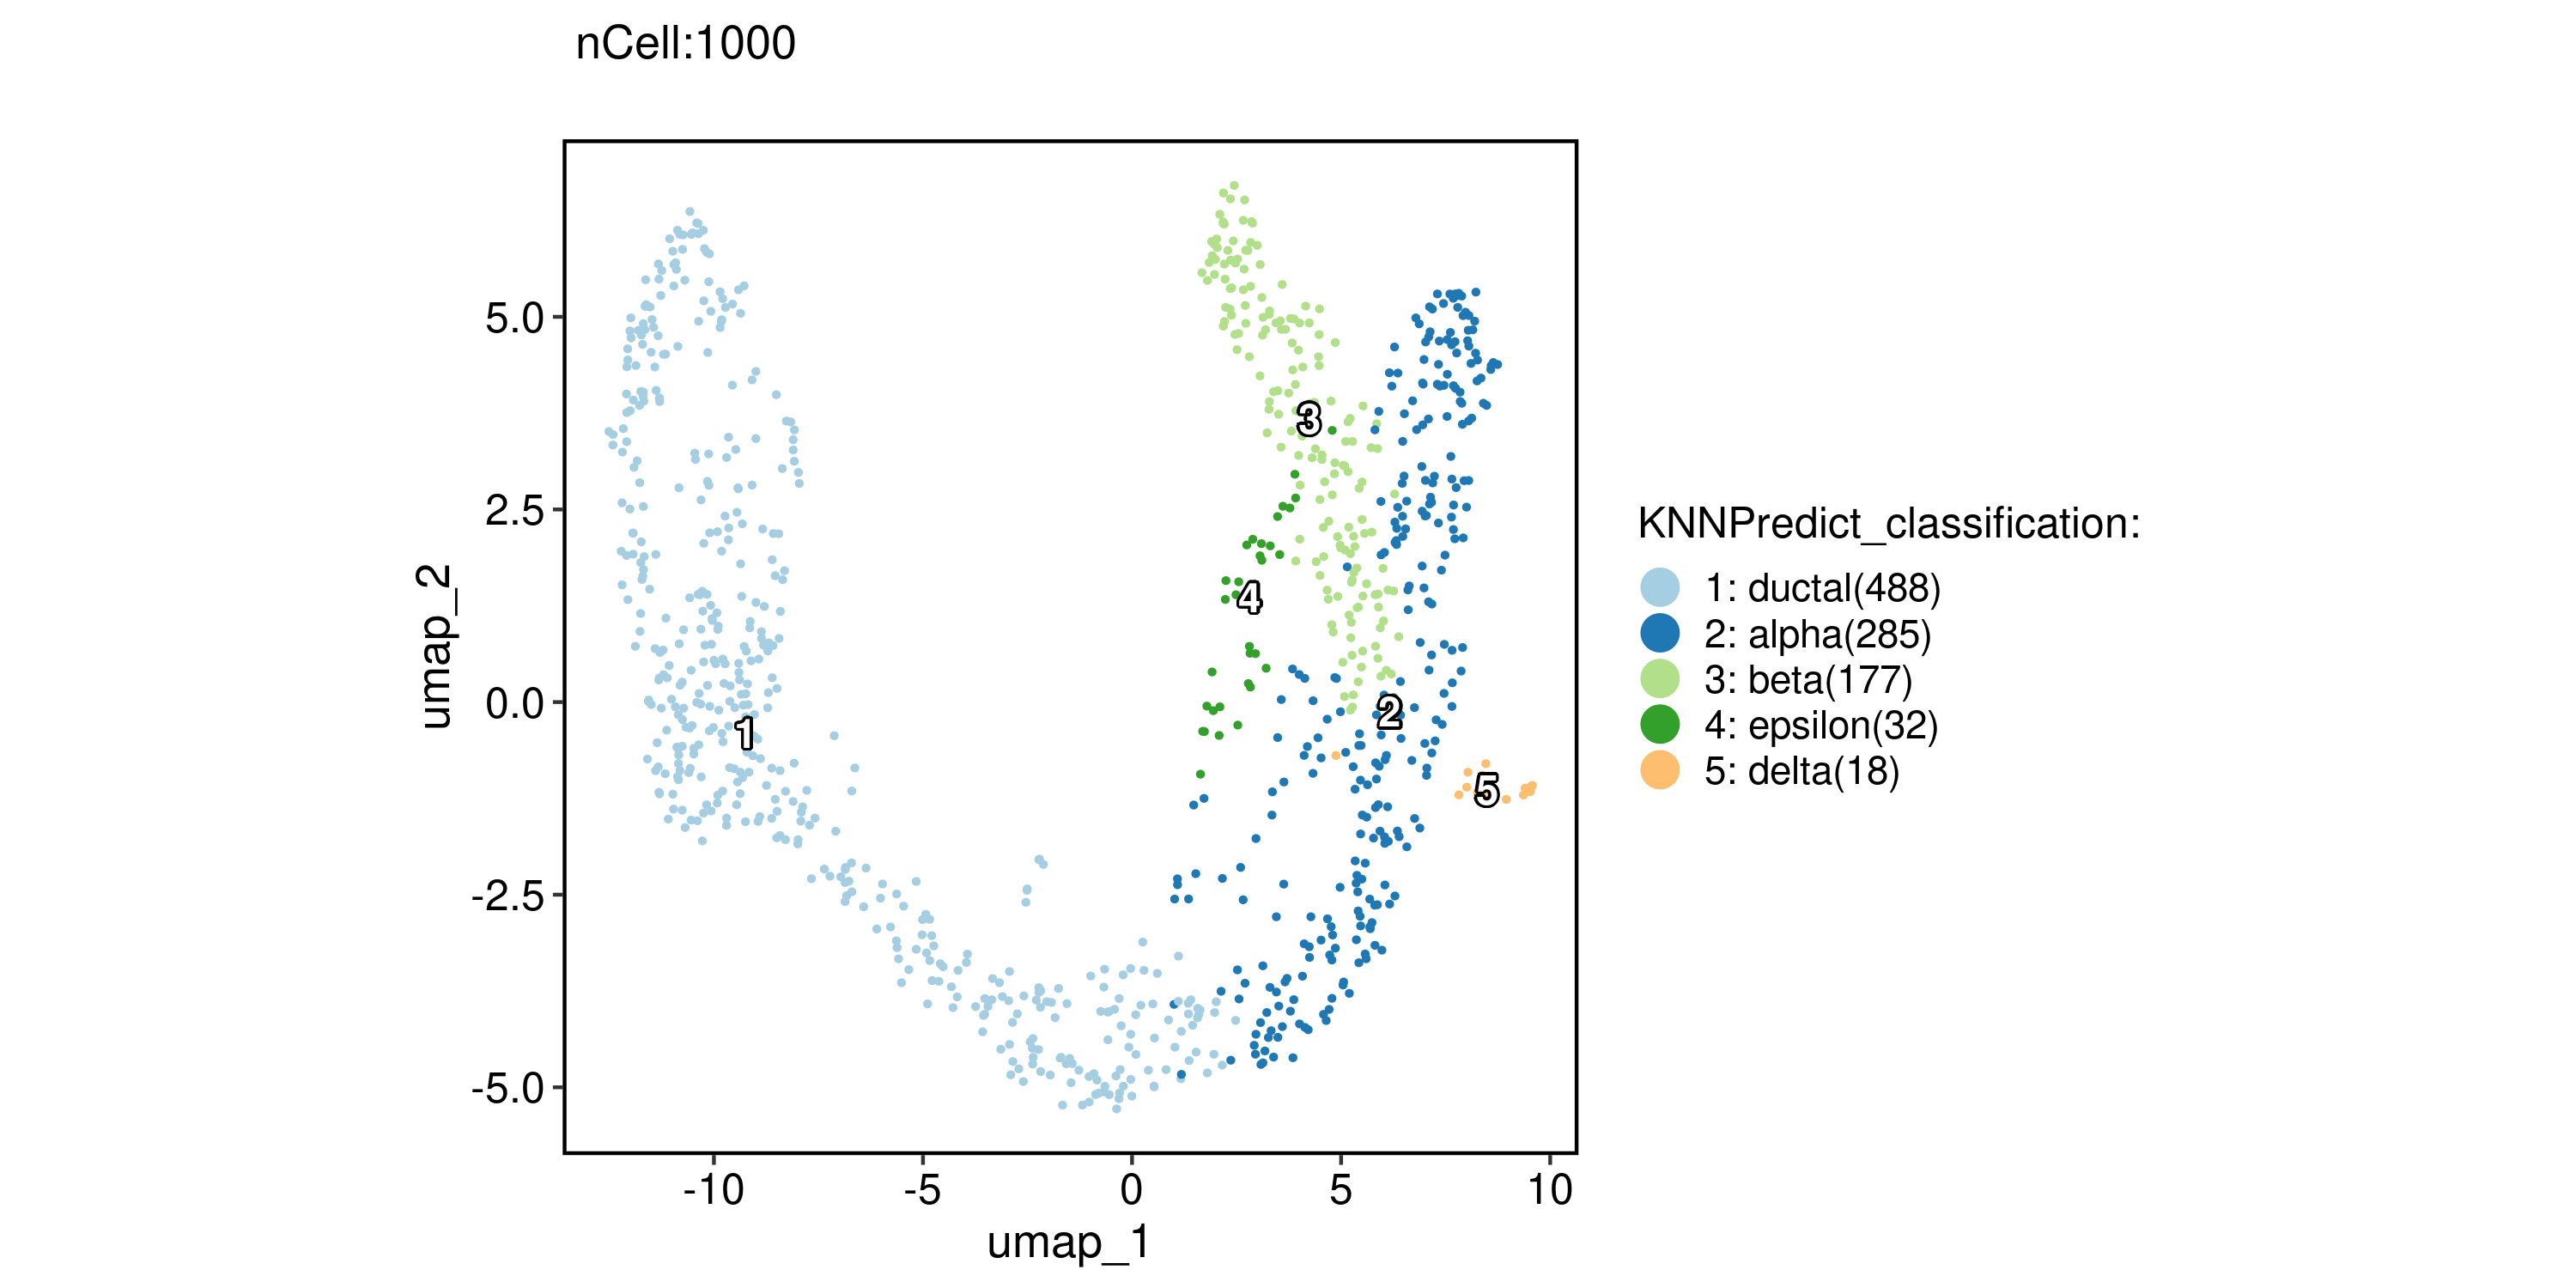 nCell:1000
umap_2
5.0
2.5
0.0
-2.5
-5.0
3
4
2
1
5
-10 -5 0 5 10
umap_1
KNNPredict_classification:
1: ductal(488)
2: alpha(285)
3: beta(177)
4: epsilon(32)
5: delta(18)